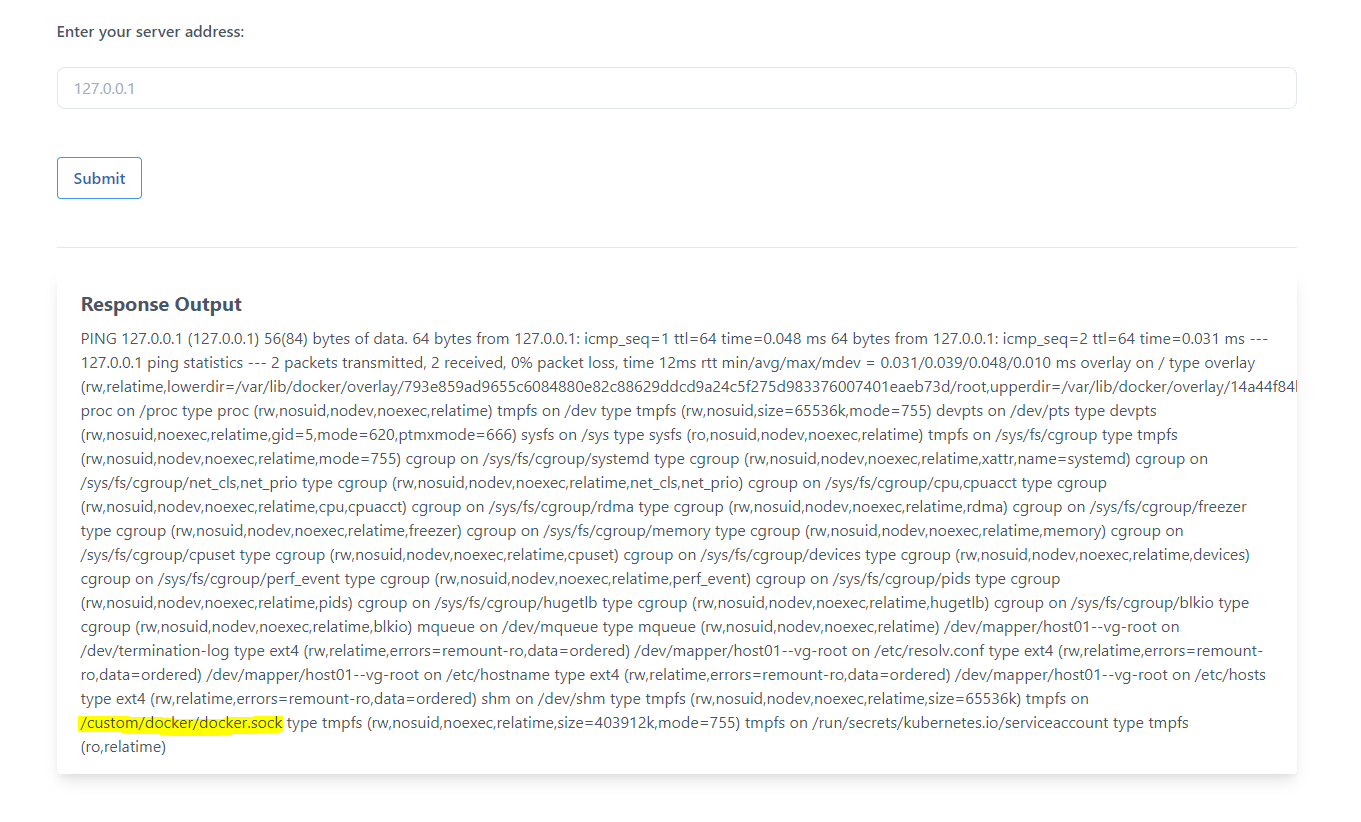 Enter your server address:
127.0.0.1
Submit
Response Output
PING 127.0.0.1 (127.0.0.1) 56(84) bytes of data. 64 bytes from 127.0.0.1: icmp_seq=1 ttl=64 time=0.048 ms 64 bytes from 127.0.0.1: icmp_seq=2 ttl=64 time=0.031 ms ---
127.0.0.1 ping statistics --- 2 packets transmitted, 2 received, 0% packet loss, time 12ms rtt min/avg/max/mdev = 0.031/0.039/0.048/0.010 ms overlay on / type overlay
(rw,relatime,lowerdir=/var/lib/docker/overlay/793e859ad9655c6084880e82c88629ddcd9a24c5f275d983376007401eaeb73d/root,upperdir=/var/lib/docker/overlay/14a44f84
proc on /proc type proc (rw,nosuid,nodev,noexec,relatime) tmpfs on /dev type tmpfs (rw,nosuid,size=65536k,mode=755) devpts on /dev/pts type devpts
(rw,nosuid,noexec,relatime,gid=5,mode=620,ptmxmode=666) sysfs on /sys type sysfs (ro,nosuid,nodev,noexec,relatime) tmpfs on /sys/fs/cgroup type tmpfs
(rw,nosuid,nodev,noexec,relatime,mode=755) cgroup on /sys/fs/cgroup/systemd type cgroup (rw,nosuid,nodev,noexec,relatime,xattr,name=systemd) cgroup on
/sys/fs/cgroup/net_cls,net_prio type cgroup (rw,nosuid,nodev,noexec,relatime,net_cls,net_prio) cgroup on /sys/fs/cgroup/cpu,cpuacct type cgroup
(rw,nosuid,nodev,noexec,relatime,cpu,cpuacct) cgroup on /sys/fs/cgroup/rdma type cgroup (rw,nosuid,nodev,noexec,relatime,rdma) cgroup on /sys/fs/cgroup/freezer
type cgroup (rw,nosuid,nodev,noexec,relatime,freezer) cgroup on /sys/fs/cgroup/memory type cgroup (rw,nosuid,nodev,noexec,relatime,memory) cgroup on
/sys/fs/cgroup/cpuset type cgroup (rw,nosuid,nodev,noexec,relatime,cpuset) cgroup on /sys/fs/cgroup/devices type cgroup (rw,nosuid,nodev,noexec,relatime,devices)
cgroup on /sys/fs/cgroup/perf_event type cgroup (rw,nosuid,nodev,noexec,relatime,perf_event) cgroup on /sys/fs/cgroup/pids type cgroup
(rw,nosuid,nodev,noexec,relatime,pids) cgroup on /sys/fs/cgroup/hugetlb type cgroup (rw,nosuid,nodev,noexec,relatime,hugetlb) cgroup on /sys/fs/cgroup/blkio type
cgroup (rw,nosuid,nodev,noexec,relatime,blkio) mqueue on /dev/mqueue type mqueue (rw,nosuid,nodev,noexec,relatime) /dev/mapper/host01--vg-root on
/dev/termination-log type ext4 (rw,relatime,errors=remount-ro,data=ordered) /dev/mapper/host01--vg-root on /etc/resolv.conf type ext4 (rw,relatime,errors=remount-
ro,data=ordered) /dev/mapper/host01--vg-root on /etc/hostname type ext4 (rw,relatime,errors=remount-ro,data=ordered) /dev/mapper/host01--vg-root on /etc/hosts
type ext4 (rw,relatime,errors=remount-ro,data=ordered) shm on /dev/shm type tmpfs (rw,nosuid,nodev,noexec,relatime,size=65536k) tmpfs on
/custom/docker/docker.sock type tmpfs (rw,nosuid,noexec,relatime,size=403912k,mode=755) tmpfs on /run/secrets/kubernetes.io/serviceaccount type tmpfs
(ro,relatime)